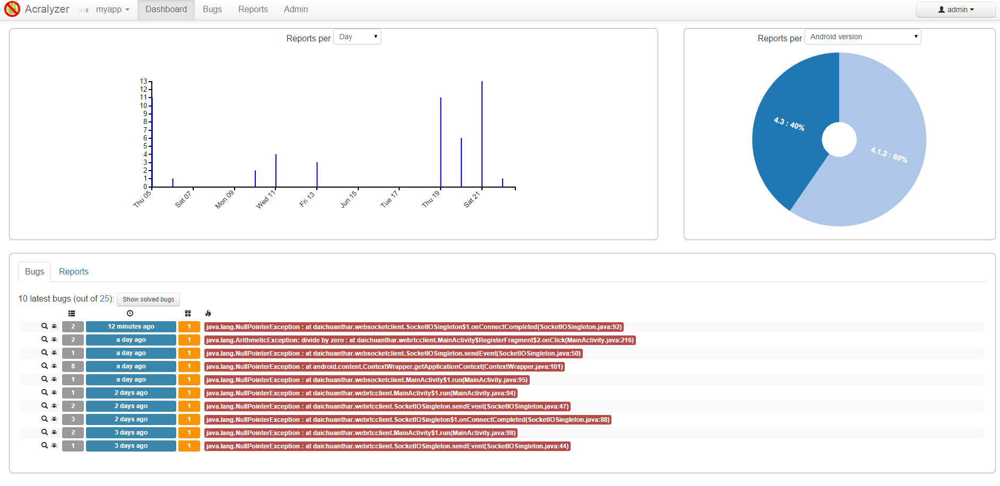 Acralyzer myapp Dashboard Bugs Reports Admin admin
Reports per Day
13
12
11
10
9
8
7
6
5
4
3
2
1
0
Thu 05 Sat 07 Mon 09 Wed 11 Fri 13 Jun 15 Tue 17 Thu 19 Sat 21
Reports per Android version
4.3 : 40%
4.1.2 : 60%
Bugs Reports
10 latest bugs (out of 25): Show solved bugs
2 12 minutes ago 1 java.lang.NullPointerException : at daichuanthar.websocketclient.SocketIOSingleton$1.onConnectCompleted(SocketIOSingleton.java:92)
2 a day ago 1 java.lang.ArithmeticException: divide by zero : at daichuanthar.webrtcclient.MainActivity$RegisterFragment$2.onClick(MainActivity.java:216)
1 a day ago 1 java.lang.NullPointerException : at daichuanthar.websocketclient.SocketIOSingleton.sendEvent(SocketIOSingleton.java:50)
8 a day ago 1 java.lang.NullPointerException : at android.content.ContextWrapper.getApplicationContext(ContextWrapper.java:101)
1 a day ago 1 java.lang.NullPointerException : at daichuanthar.websocketclient.MainActivity$1.run(MainActivity.java:95)
1 2 days ago 1 java.lang.NullPointerException : at daichuanthar.webrtcclient.MainActivity$1.run(MainActivity.java:94)
2 2 days ago 1 java.lang.NullPointerException : at daichuanthar.webrtcclient.SocketIOSingleton.sendEvent(SocketIOSingleton.java:47)
3 2 days ago 1 java.lang.NullPointerException : at daichuanthar.webrtcclient.SocketIOSingleton$1.onConnectCompleted(SocketIOSingleton.java:88)
2 3 days ago 1 java.lang.NullPointerException : at daichuanthar.webrtcclient.MainActivity$1.run(MainActivity.java:98)
1 3 days ago 1 java.lang.NullPointerException : at daichuanthar.webrtcclient.SocketIOSingleton.sendEvent(SocketIOSingleton.java:44)